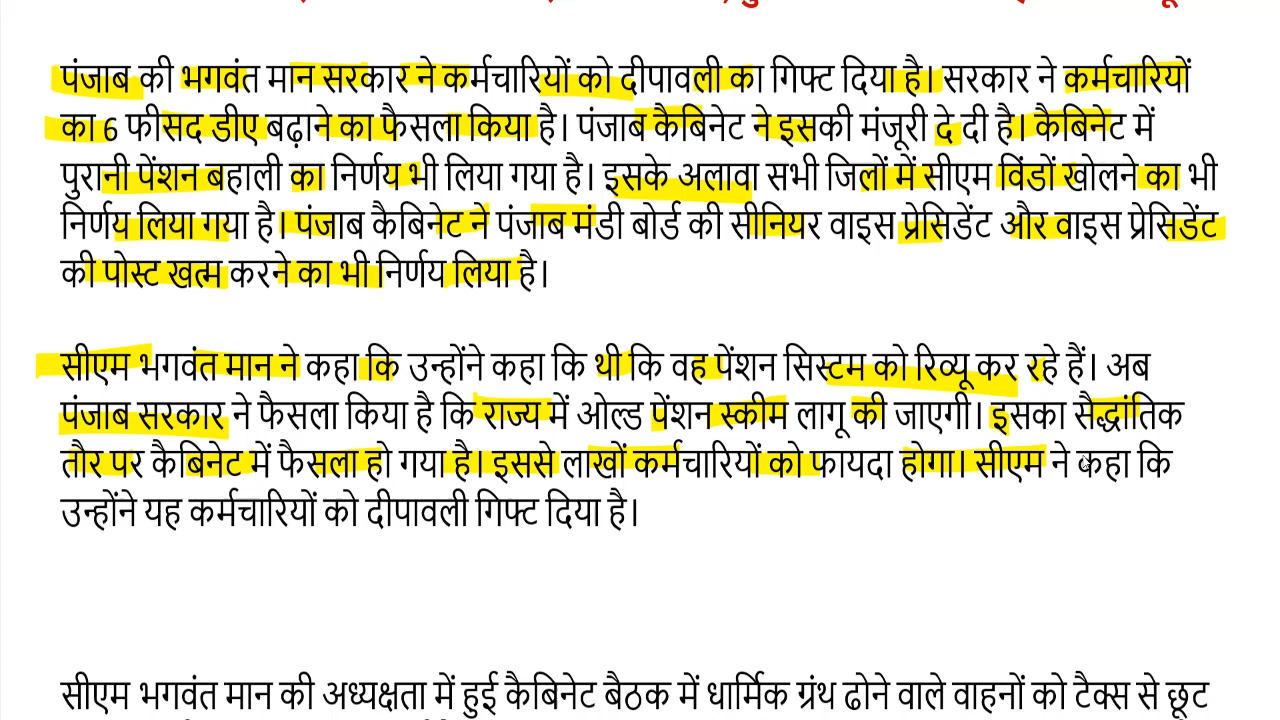 पंजाब की भगवंत मान सरकार ने कर्मचारियों को दीपावली का गिफ्ट दिया है। सरकार ने कर्मचारियों
का 6 फीसद डीए बढ़ाने का फैसला किया है। पंजाब कैबिनेट ने इसकी मंजूरी दे दी है। कैबिनेट में
पुरानी पेंशन बहाली का निर्णय भी लिया गया है। इसके अलावा सभी जिलों में सीएम विंडों खोलने का भी
निर्णय लिया गया है। पंजाब कैबिनेट ने पंजाब मंडी बोर्ड की सीनियर वाइस प्रेसिडेंट और वाइस प्रेसिडेंट
की पोस्ट खत्म करने का भी निर्णय लिया है।
सीएम भगवंत मान ने कहा कि उन्होंने कहा कि थी कि वह पेंशन सिस्टम को रिव्यू कर रहे हैं। अब
पंजाब सरकार ने फैसला किया है कि राज्य में ओल्ड पेंशन स्कीम लागू की जाएगी। इसका सैद्धांतिक
तौर पर कैबिनेट में फैसला हो गया है। इससे लाखों कर्मचारियों को फायदा होगा। सीएम ने कहा कि
उन्होंने यह कर्मचारियों को दीपावली गिफ्ट दिया है।
सीएम भगवंत मान की अध्यक्षता में हुई कैबिनेट बैठक में धार्मिक ग्रंथ ढोने वाले वाहनों को टैक्स से छूट